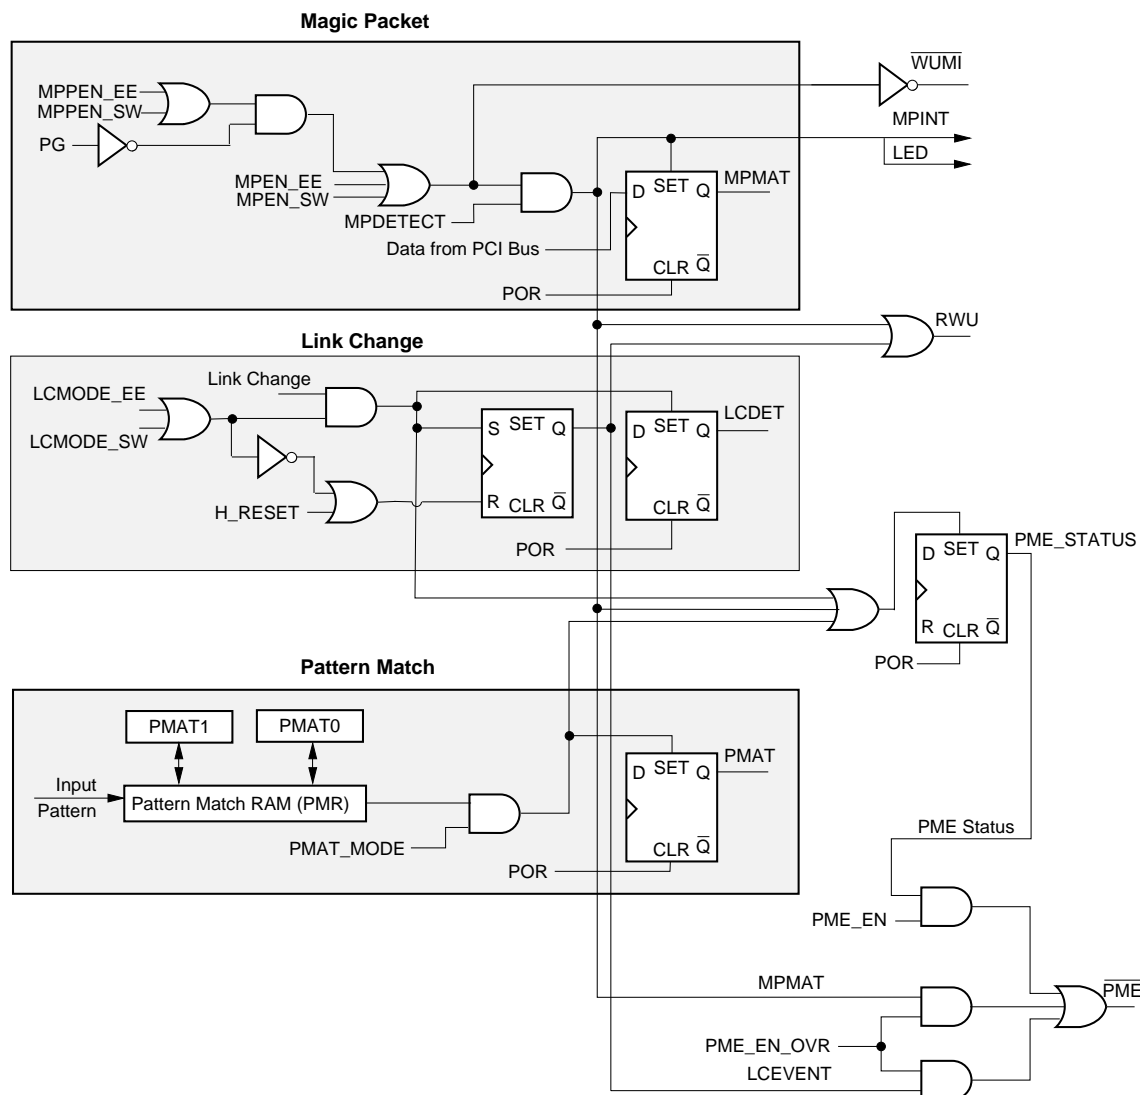 Magic Packet
MPPEN_EE
MPPEN_SW
PG
MPEN_EE
MPEN_SW
MPDETECT
Data from PCI Bus
POR
D SET Q
CLR Q
MPMAT
WUMI
MPINT
LED
RWU
Link Change
LCMODE_EE
LCMODE_SW
Link Change
H_RESET
S SET Q
R CLR Q
D SET Q
CLR Q
LCDET
POR
D SET Q
R CLR Q
PME_STATUS
POR
Pattern Match
PMAT1
PMAT0
Input
Pattern
Pattern Match RAM (PMR)
PMAT_MODE
D SET Q
CLR Q
PMAT
POR
PME Status
PME_EN
MPMAT
PME_EN_OVR
LCEVENT
PME